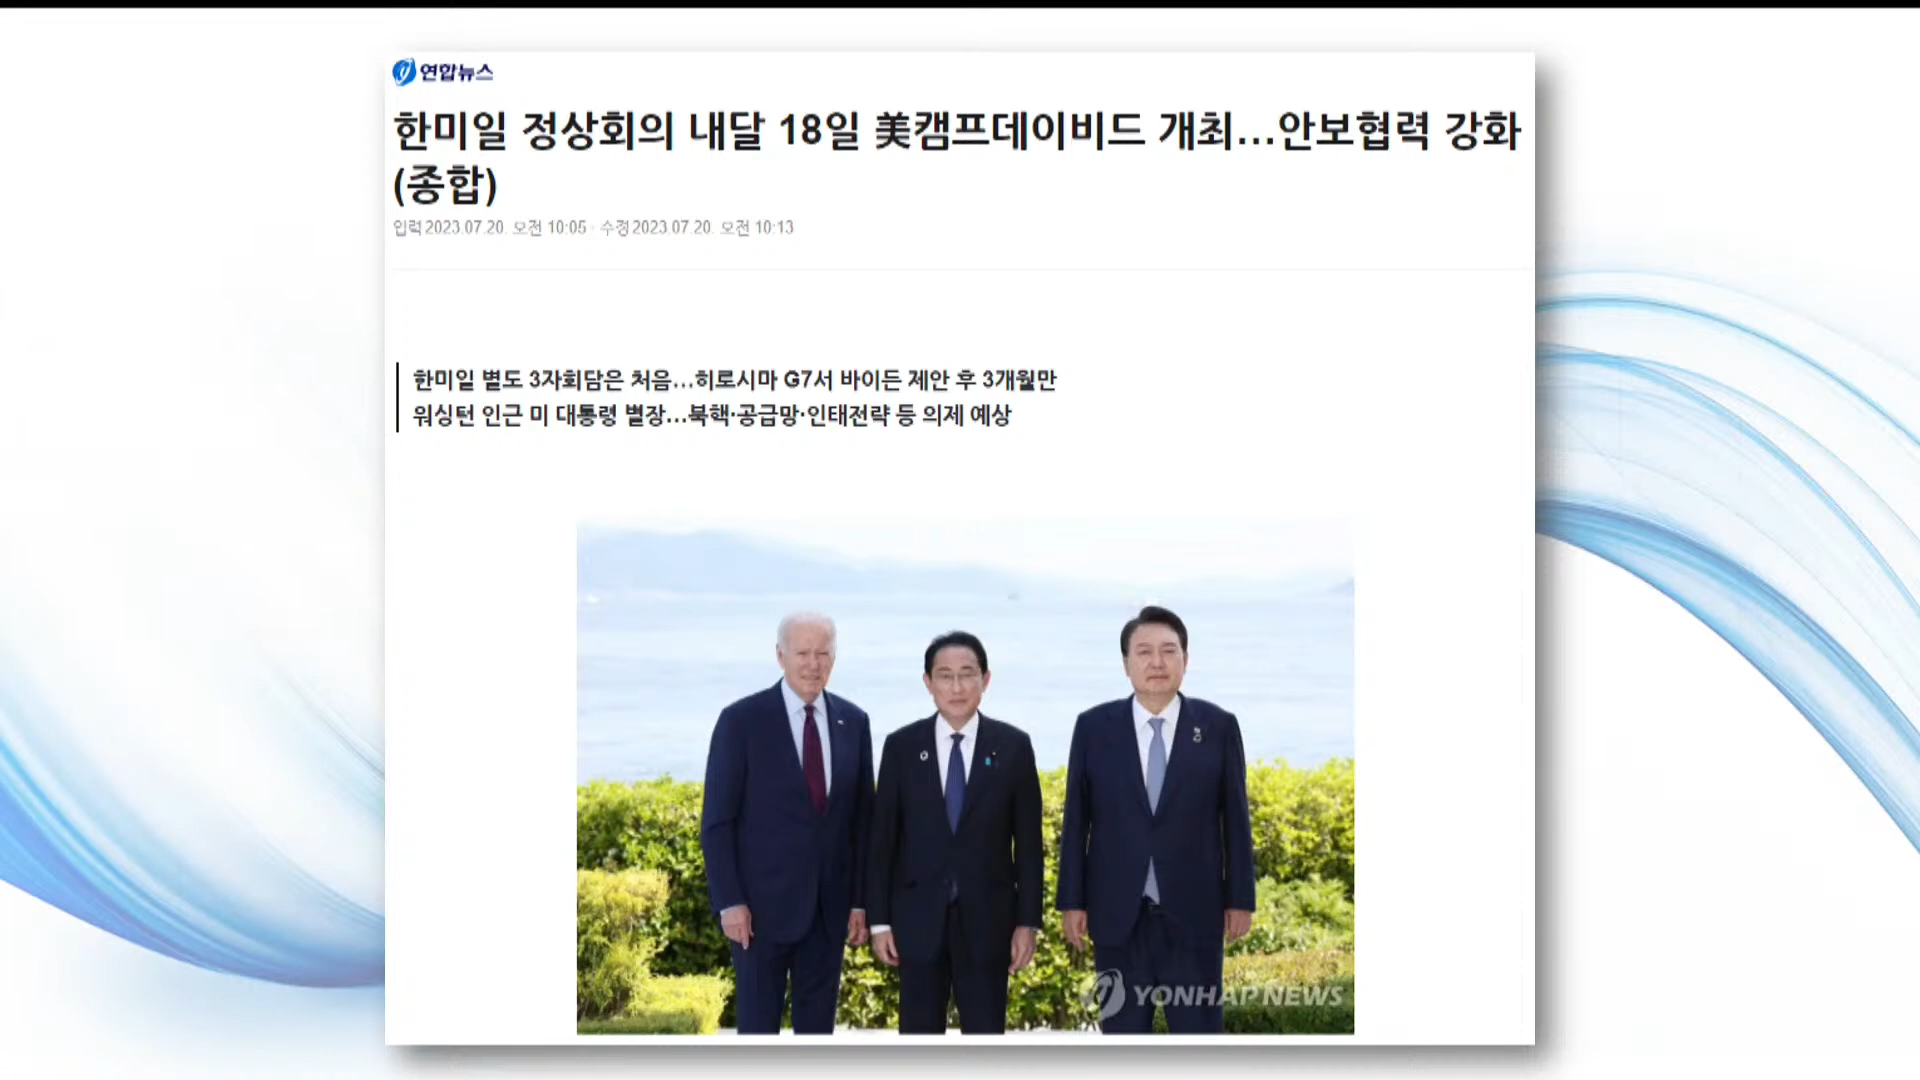 연합뉴스
한미일 정상회의 내달 18일 美캠프데이비드 개최...안보협력 강화
(종합)
입력 2023.07.20. 오전 10:05 · 수정 2023.07.20. 오전 10:13
한미일 별도 3자회담은 처음...히로시마 G7서 바이든 제안 후 3개월만
워싱턴 인근 미 대통령 별장...북핵·공급망·인태전략 등 의제 예상
YONHAP NEWS